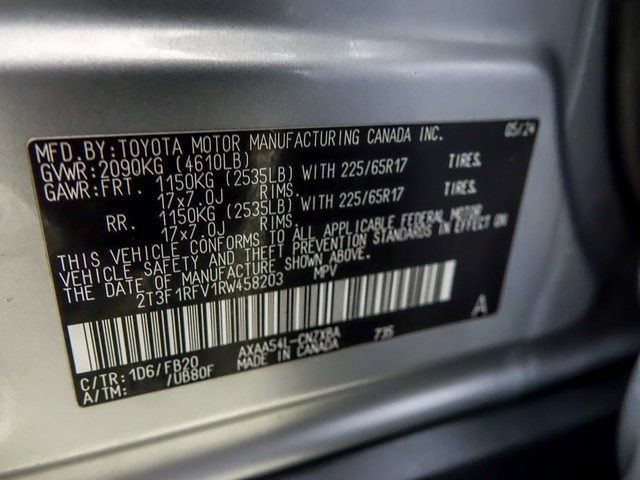 MFD.BY:TOYOTA MOTOR MANUFACTURING CANADA INC. 05/24
GVWR:2090KG (4610LB)
GAWR:FRT. 1150KG (2535LB) WITH 225/65R17 TIRES,
17x7.0J RIMS,
RR. 1150KG (2535LB) WITH 225/65R17 TIRES,
17x7.0J RIMS.
THIS VEHICLE CONFORMS TO ALL APPLICABLE FEDERAL MOTOR
VEHICLE SAFETY AND THEFT PREVENTION STANDARDS IN EFFECT ON
THE DATE OF MANUFACTURE SHOWN ABOVE.
2T3F1RFV1RW458203 MPV
A
C/TR: 1D6/FB20 235
A/TM: /UB80F MADE IN CANADA